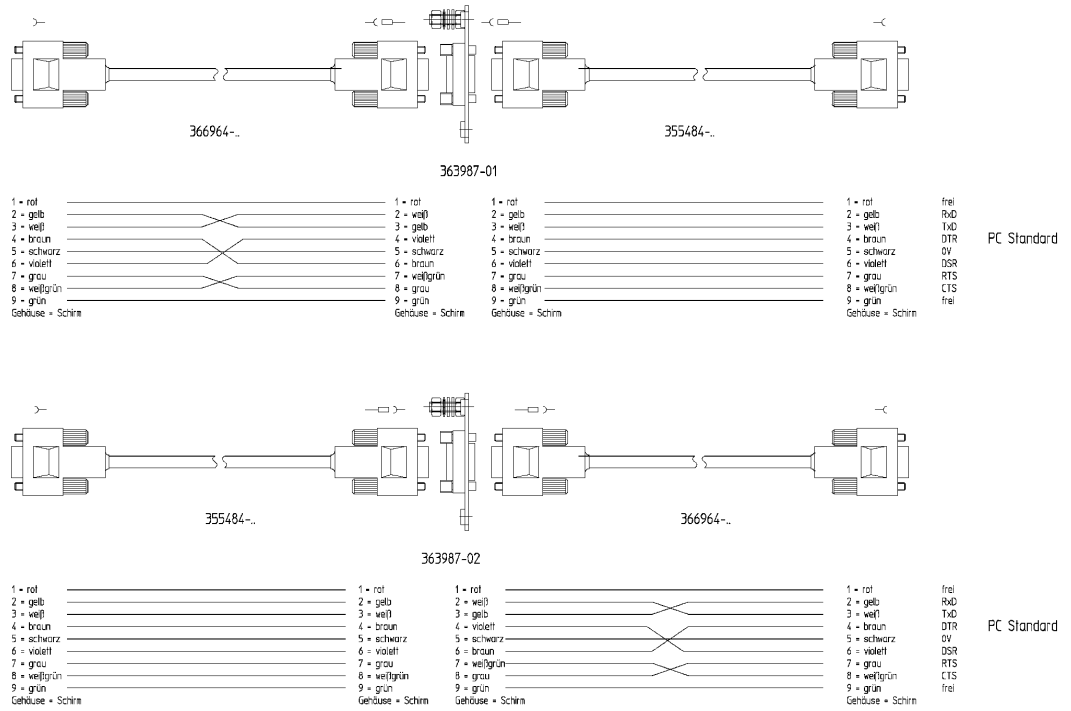 366964-..
355484-..
363987-01
1 = rot 1 = rot 1 = rot 1 = rot frei
2 = gelb 2 = weiß 2 = gelb 2 = gelb RxD
3 = weiß 3 = gelb 3 = weiß 3 = weiß TxD
4 = braun 4 = violett 4 = braun 4 = braun DTR PC Standard
5 = schwarz 5 = schwarz 5 = schwarz 5 = schwarz 0V
6 = violett 6 = braun 6 = violett 6 = violett DSR
7 = grau 7 = weißgrün 7 = grau 7 = grau RTS
8 = weißgrün 8 = grau 8 = weißgrün 8 = weißgrün CTS
9 = grün 9 = grün 9 = grün 9 = grün frei
Gehäuse = Schirm Gehäuse = Schirm Gehäuse = Schirm Gehäuse = Schirm
355484-..
366964-..
363987-02
1 = rot 1 = rot 1 = rot 1 = rot frei
2 = gelb 2 = gelb 2 = weiß 2 = gelb RxD
3 = weiß 3 = weiß 3 = gelb 3 = weiß TxD
4 = braun 4 = braun 4 = violett 4 = braun DTR PC Standard
5 = schwarz 5 = schwarz 5 = schwarz 5 = schwarz 0V
6 = violett 6 = violett 6 = braun 6 = violett DSR
7 = grau 7 = grau 7 = weißgrün 7 = grau RTS
8 = weißgrün 8 = weißgrün 8 = grau 8 = weißgrün CTS
9 = grün 9 = grün 9 = grün 9 = grün frei
Gehäuse = Schirm Gehäuse = Schirm Gehäuse = Schirm Gehäuse = Schirm